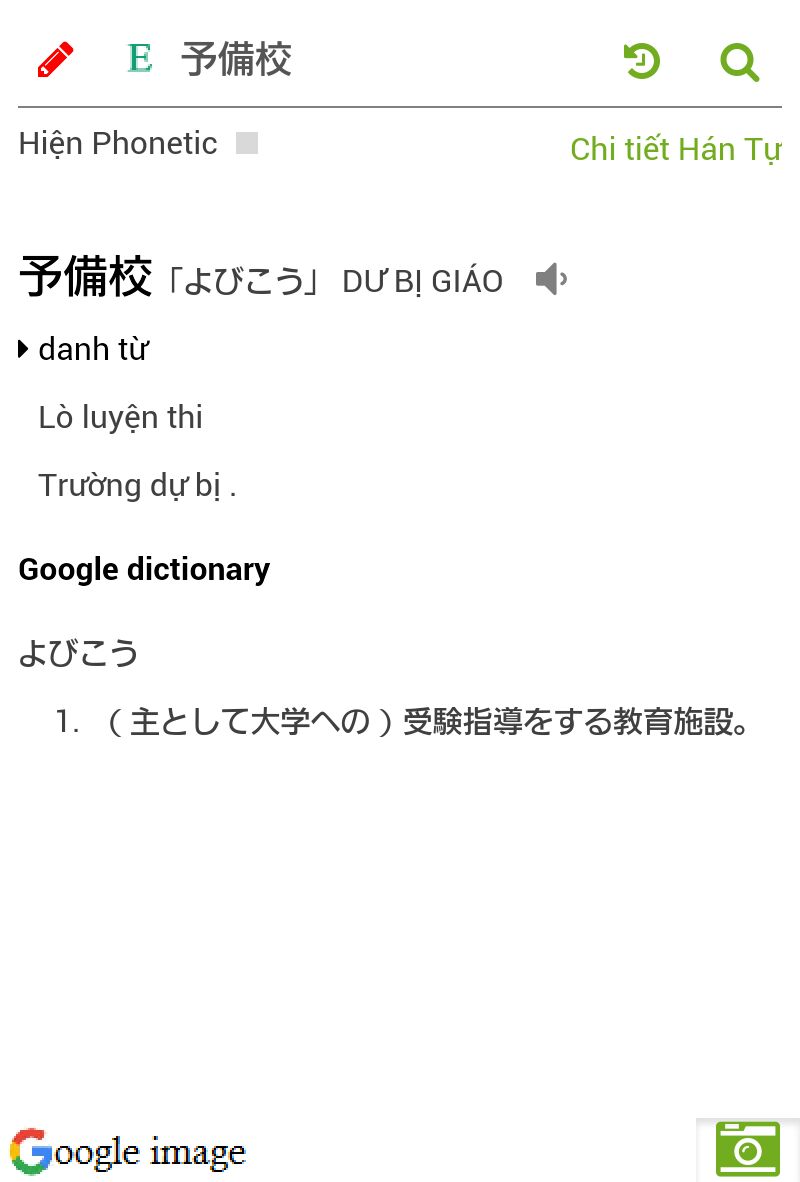 E 予備校
Hiện Phonetic
Chi tiết Hán Tự
予備校「よびこう」 DƯ BỊ GIÁO
danh từ
Lò luyện thi
Trường dự bị .
Google dictionary
よびこう
1. （主として大学への）受験指導をする教育施設。
Google image